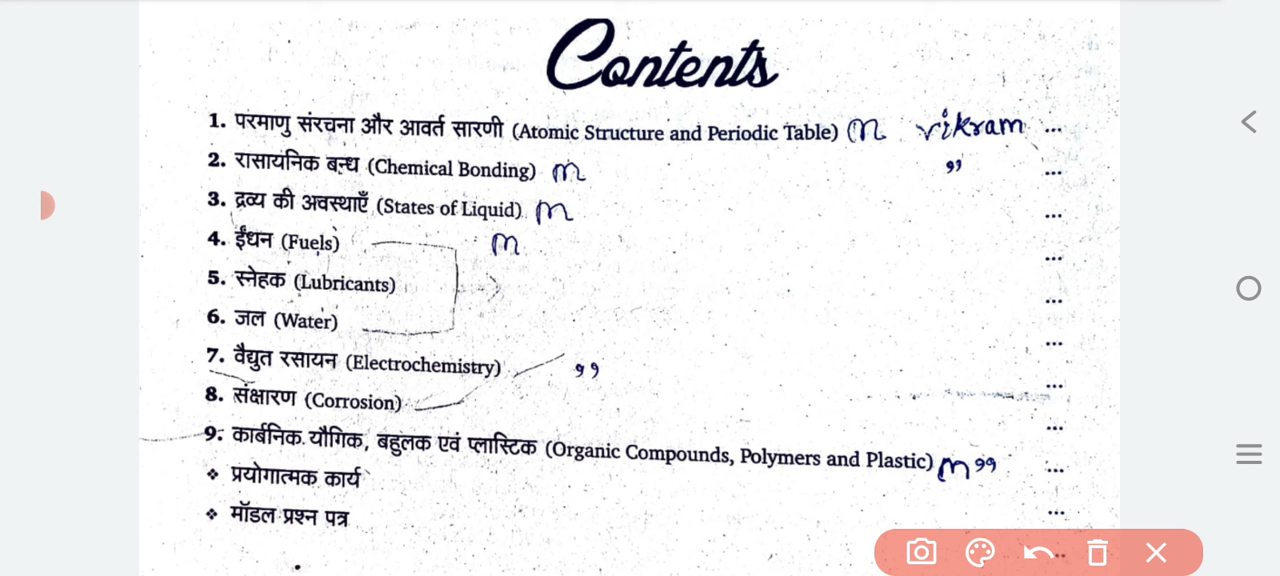 Contents
1. परमाणु संरचना और आवर्त सारणी (Atomic Structure and Periodic Table) m vikram ...
2. रासायनिक बन्ध (Chemical Bonding) m " ...
3. द्रव्य की अवस्थाएँ (States of Liquid) m ...
4. ईंधन (Fuels) m ...
5. स्नेहक (Lubricants) ...
6. जल (Water) ...
7. वैद्युत रसायन (Electrochemistry) " ...
8. संक्षारण (Corrosion) ...
9. कार्बनिक यौगिक, बहुलक एवं प्लास्टिक (Organic Compounds, Polymers and Plastic) m " ...
❖ प्रयोगात्मक कार्य ...
❖ मॉडल प्रश्न पत्र ...